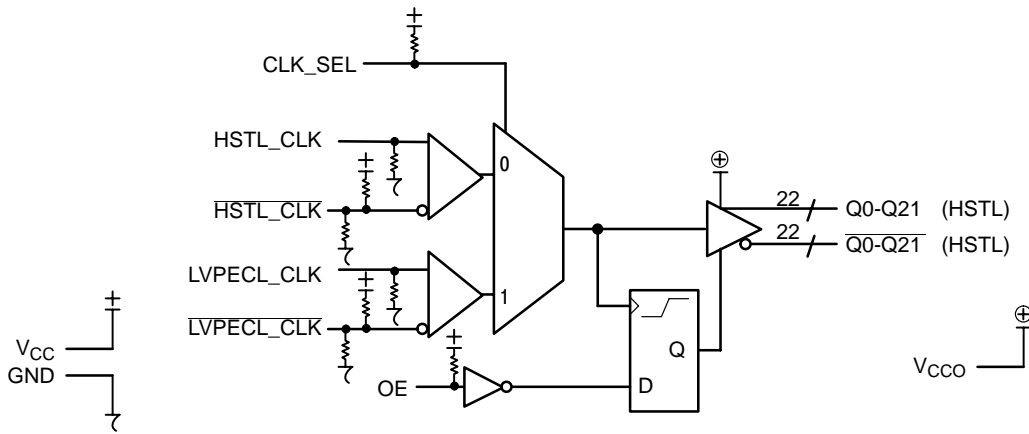 CLK_SEL
HSTL_CLK
0
HSTL_CLK
22 Q0-Q21 (HSTL)
22 Q0-Q21 (HSTL)
LVPECL_CLK
1
LVPECL_CLK
VCC
GND
Q
VCCO
OE
D